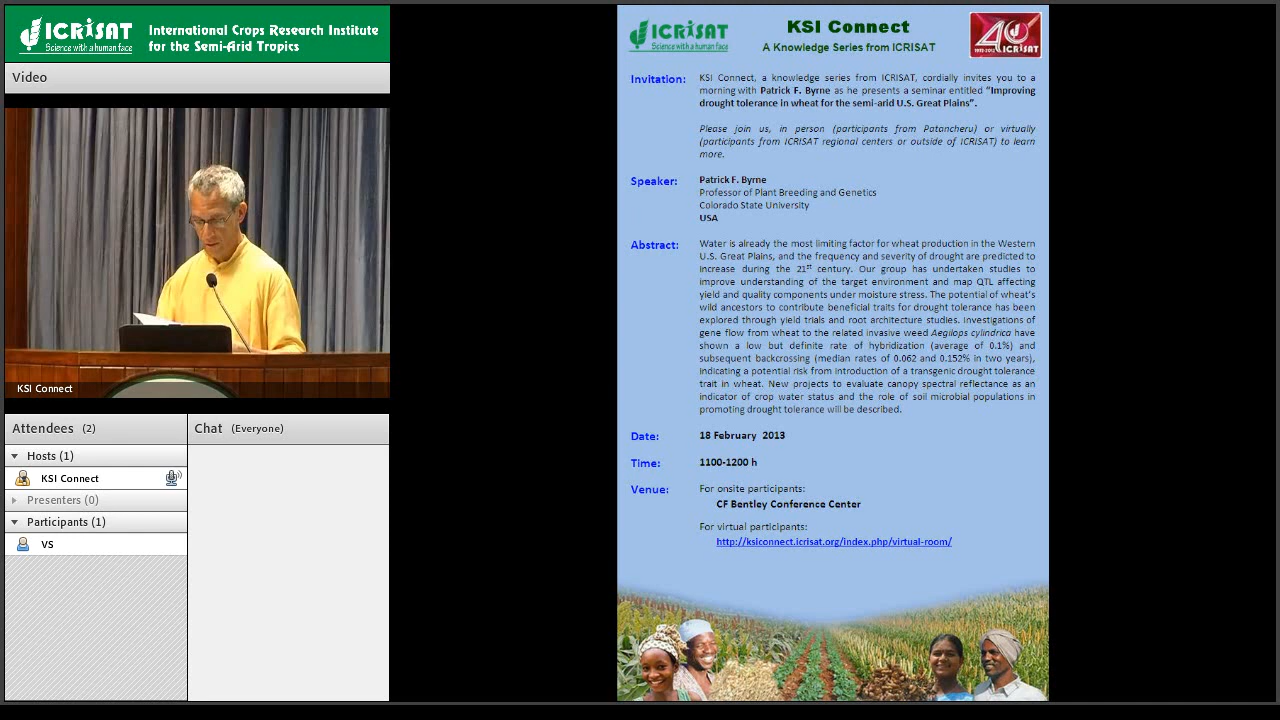 ICRISAT
Science with a human face
International Crops Research Institute
for the Semi-Arid Tropics
Video
KSI Connect
Attendees (2)
Hosts (1)
KSI Connect
Presenters (0)
Participants (1)
VS
Chat (Everyone)
ICRISAT
Science with a human face
KSI Connect
A Knowledge Series from ICRISAT
40
1972-2012
ICRISAT
Invitation:
KSI Connect, a knowledge series from ICRISAT, cordially invites you to a
morning with Patrick F. Byrne as he presents a seminar entitled “Improving
drought tolerance in wheat for the semi-arid U.S. Great Plains”.
Please join us, in person (participants from Patancheru) or virtually
(participants from ICRISAT regional centers or outside of ICRISAT) to learn
more.
Speaker:
Patrick F. Byrne
Professor of Plant Breeding and Genetics
Colorado State University
USA
Abstract:
Water is already the most limiting factor for wheat production in the Western
U.S. Great Plains, and the frequency and severity of drought are predicted to
increase during the 21st century. Our group has undertaken studies to
improve understanding of the target environment and map QTL affecting
yield and quality components under moisture stress. The potential of wheat's
wild ancestors to contribute beneficial traits for drought tolerance has been
explored through yield trials and root architecture studies. Investigations of
gene flow from wheat to the related invasive weed Aegilops cylindrica have
shown a low but definite rate of hybridization (average of 0.1%) and
subsequent backcrossing (median rates of 0.062 and 0.152% in two years),
indicating a potential risk from introduction of a transgenic drought tolerance
trait in wheat. New projects to evaluate canopy spectral reflectance as an
indicator of crop water status and the role of soil microbial populations in
promoting drought tolerance will be described.
Date:
18 February 2013
Time:
1100-1200 h
Venue:
For onsite participants:
CF Bentley Conference Center
For virtual participants:
http://ksiconnect.icrisat.org/index.php/virtual-room/